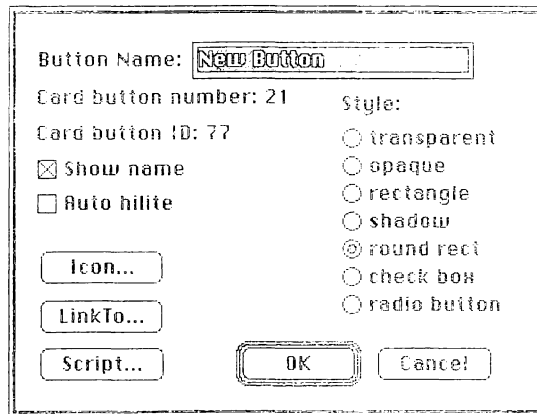 Button Name: New Button
Card button number: 21
Card button ID: 77
Show name
Auto hilite
Style:
transparent
opaque
rectangle
shadow
round rect
check box
radio button
Icon...
LinkTo...
Script...
OK
Cancel